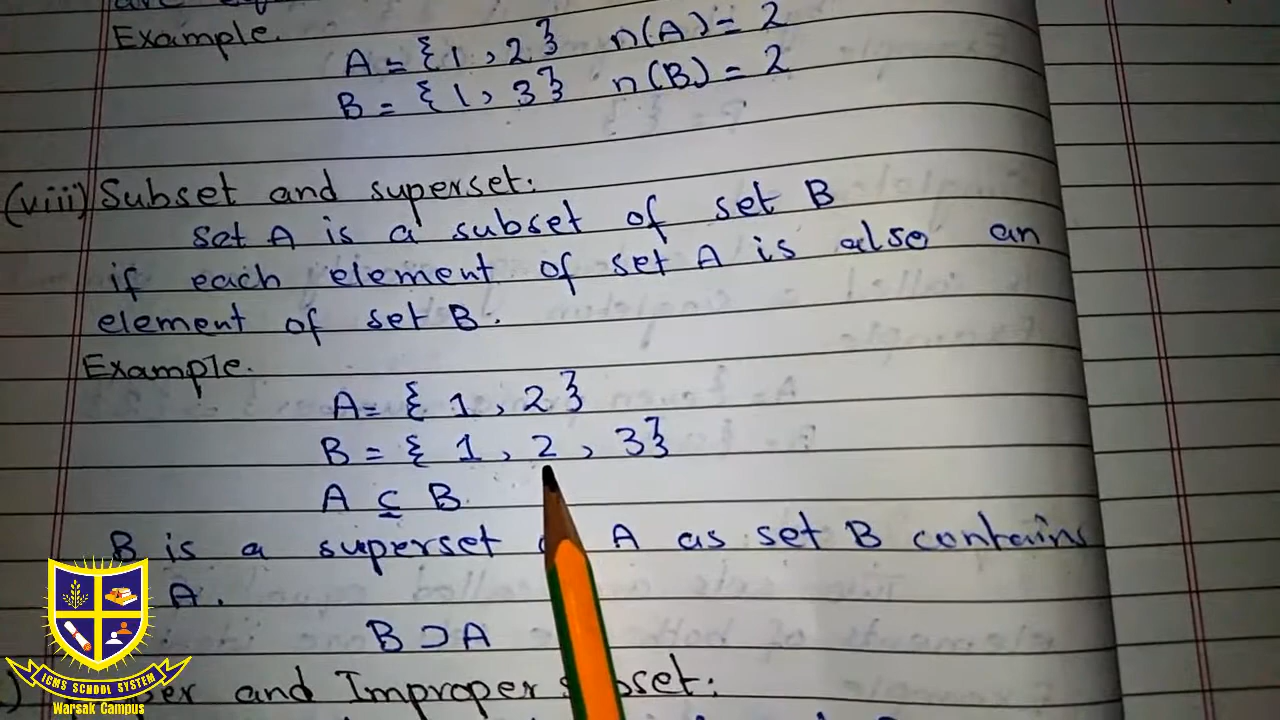 Example.
A = {1, 2} n(A) = 2
B = {1, 3} n(B) = 2
(viii) Subset and superset:
Set A is a subset of set B
if each element of set A is also an
element of set B.
Example.
A = { 1, 2}
B = { 1, 2, 3}
A ⊆ B.
B is a superset A as set B contains
A.
B ⊃ A
and Improper
ICMS SCHOOL SYSTEM
Warsak Campus